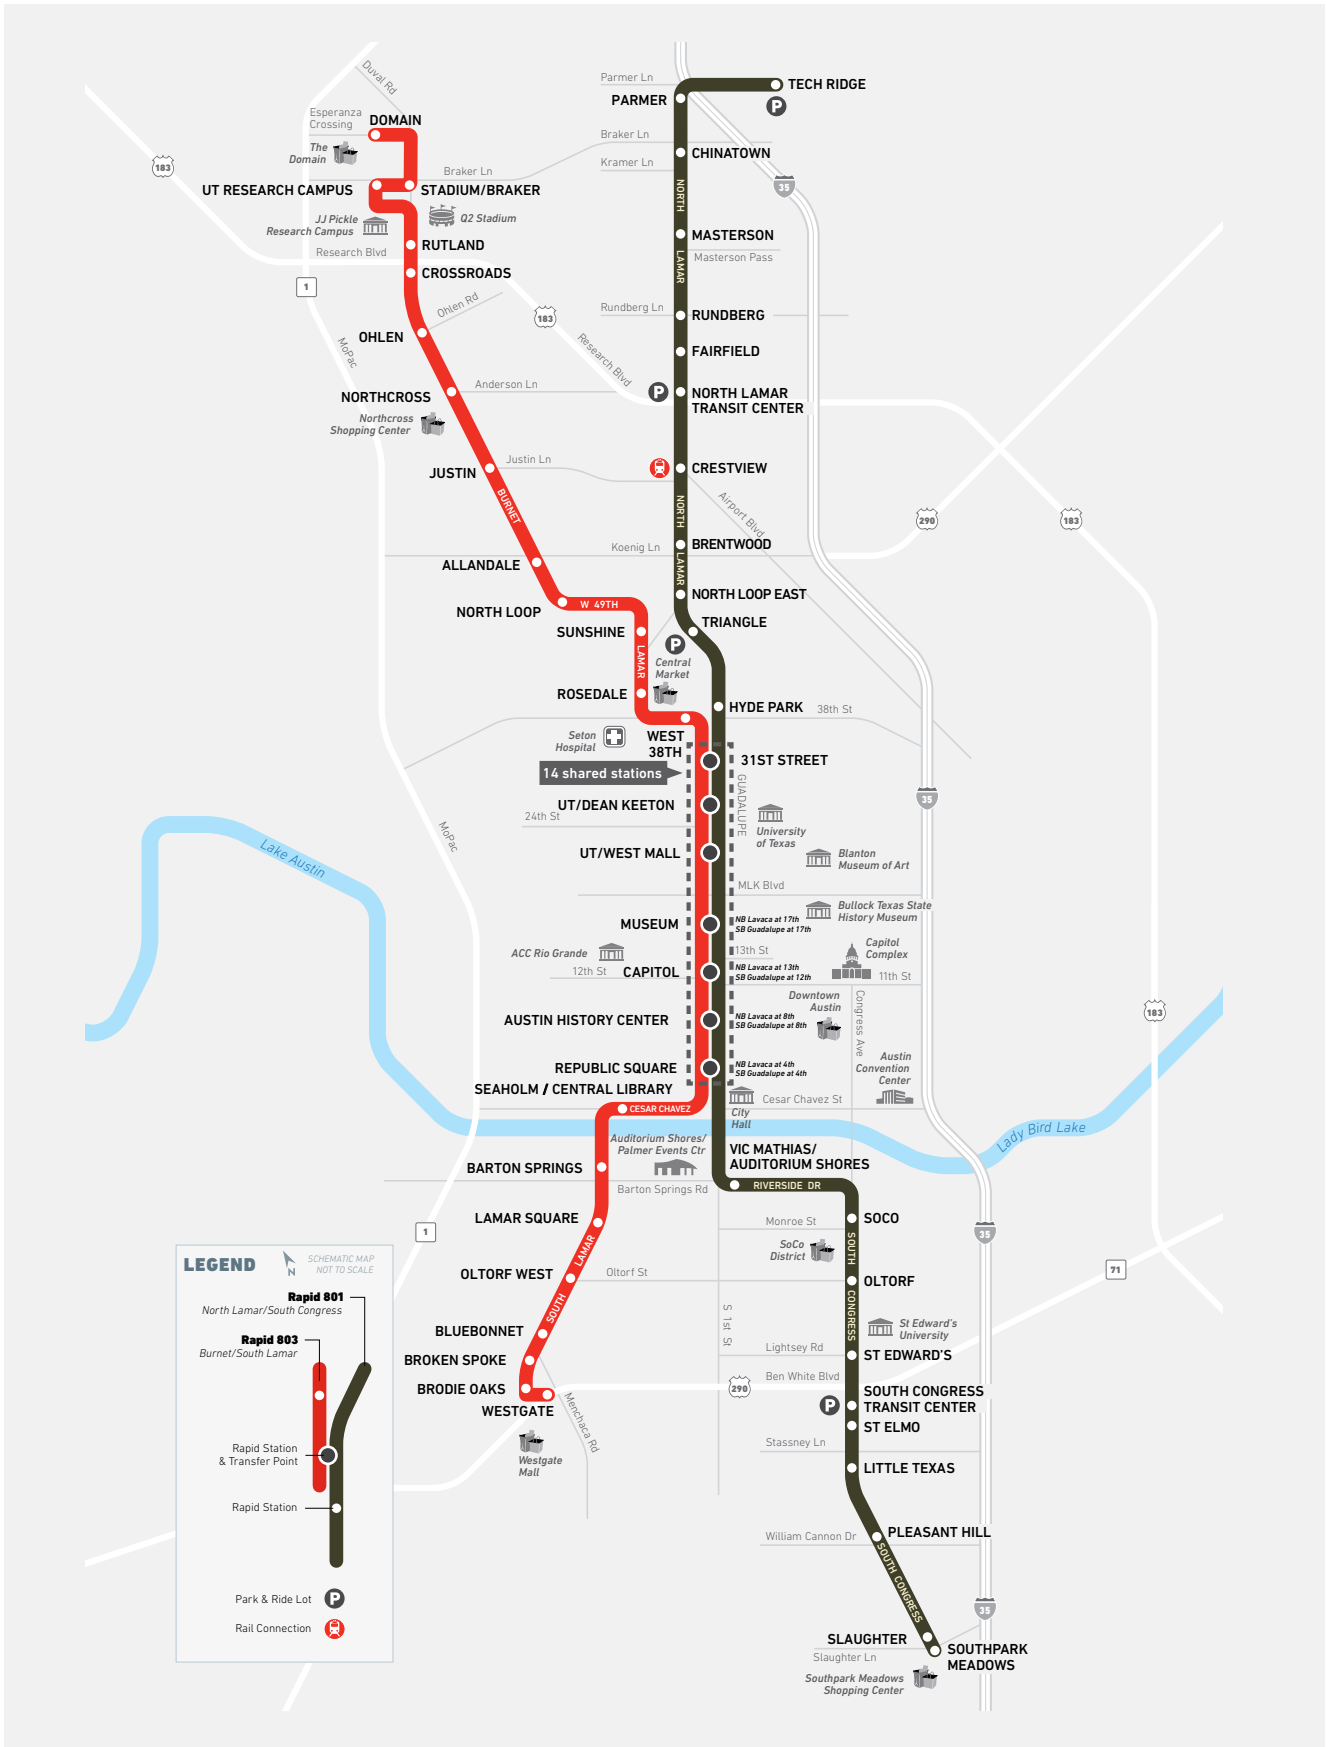 Duval Rd
Parmer Ln
TECH RIDGE
PARMER
P
Esperanza
Crossing
DOMAIN
Braker Ln
The
Domain
CHINATOWN
183
Kramer Ln
Braker Ln
35
UT RESEARCH CAMPUS
STADIUM/BRAKER
NORTH
JJ Pickle
Research Campus
Q2 Stadium
MASTERSON
RUTLAND
Research Blvd
LAMAR
Masterson Pass
CROSSROADS
1
Ohlen Rd
Rundberg Ln
RUNDBERG
183
OHLEN
MoPac
Research Blvd
FAIRFIELD
Anderson Ln
P
NORTH LAMAR
TRANSIT CENTER
NORTHCROSS
Northcross
Shopping Center
Justin Ln
CRESTVIEW
JUSTIN
BURNET
NORTH
Airport Blvd
290
183
Koenig Ln
BRENTWOOD
ALLANDALE
LAMAR
NORTH LOOP EAST
W 49TH
NORTH LOOP
TRIANGLE
SUNSHINE
P
LAMAR
Central
Market
ROSEDALE
HYDE PARK
38th St
Seton
Hospital
WEST
38TH
31ST STREET
14 shared stations
GUADALUPE
35
UT/DEAN KEETON
24th St
University
of Texas
MoPac
Lake Austin
UT/WEST MALL
Blanton
Museum of Art
MLK Blvd
Bullock Texas State
History Museum
MUSEUM
NB Lavaca at 17th
SB Guadalupe at 17th
ACC Rio Grande
13th St
Capitol
Complex
12th St
CAPITOL
NB Lavaca at 13th
SB Guadalupe at 12th
11th St
Downtown
Austin
Congress Ave
183
AUSTIN HISTORY CENTER
NB Lavaca at 8th
SB Guadalupe at 8th
Austin
Convention
Center
REPUBLIC SQUARE
NB Lavaca at 4th
SB Guadalupe at 4th
SEAHOLM / CENTRAL LIBRARY
CESAR CHAVEZ
Cesar Chavez St
City
Hall
Lady Bird Lake
Auditorium Shores/
Palmer Events Ctr
VIC MATHIAS/
AUDITORIUM SHORES
BARTON SPRINGS
Barton Springs Rd
RIVERSIDE DR
LAMAR SQUARE
Monroe St
SOCO
1
35
LAMAR
SoCo
District
SOUTH
OLTORF WEST
Oltorf St
OLTORF
71
SOUTH
S 1st St
CONGRESS
BLUEBONNET
St Edward's
University
Lightsey Rd
ST EDWARD'S
BROKEN SPOKE
Ben White Blvd
290
BRODIE OAKS
SOUTH CONGRESS
TRANSIT CENTER
P
WESTGATE
Menchaca Rd
ST ELMO
Stassney Ln
Westgate
Mall
LITTLE TEXAS
William Cannon Dr
PLEASANT HILL
SOUTH CONGRESS
35
SLAUGHTER
Slaughter Ln
SOUTHPARK
MEADOWS
Southpark Meadows
Shopping Center
LEGEND
N
SCHEMATIC MAP
NOT TO SCALE
Rapid 801
North Lamar/South Congress
Rapid 803
Burnet/South Lamar
Rapid Station
& Transfer Point
Rapid Station
Park & Ride Lot
P
Rail Connection